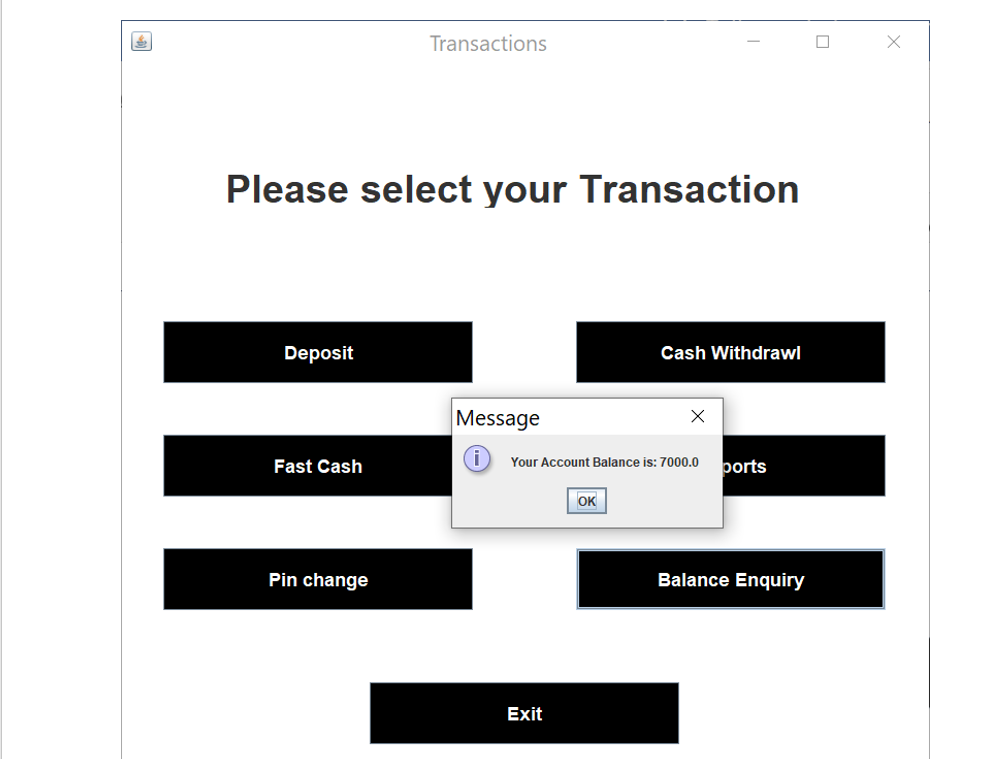 Transactions
Please select your Transaction
Deposit
Cash Withdrawl
Message
Your Account Balance is: 7000.0
OK
Fast Cash
Pin change
Balance Enquiry
Exit